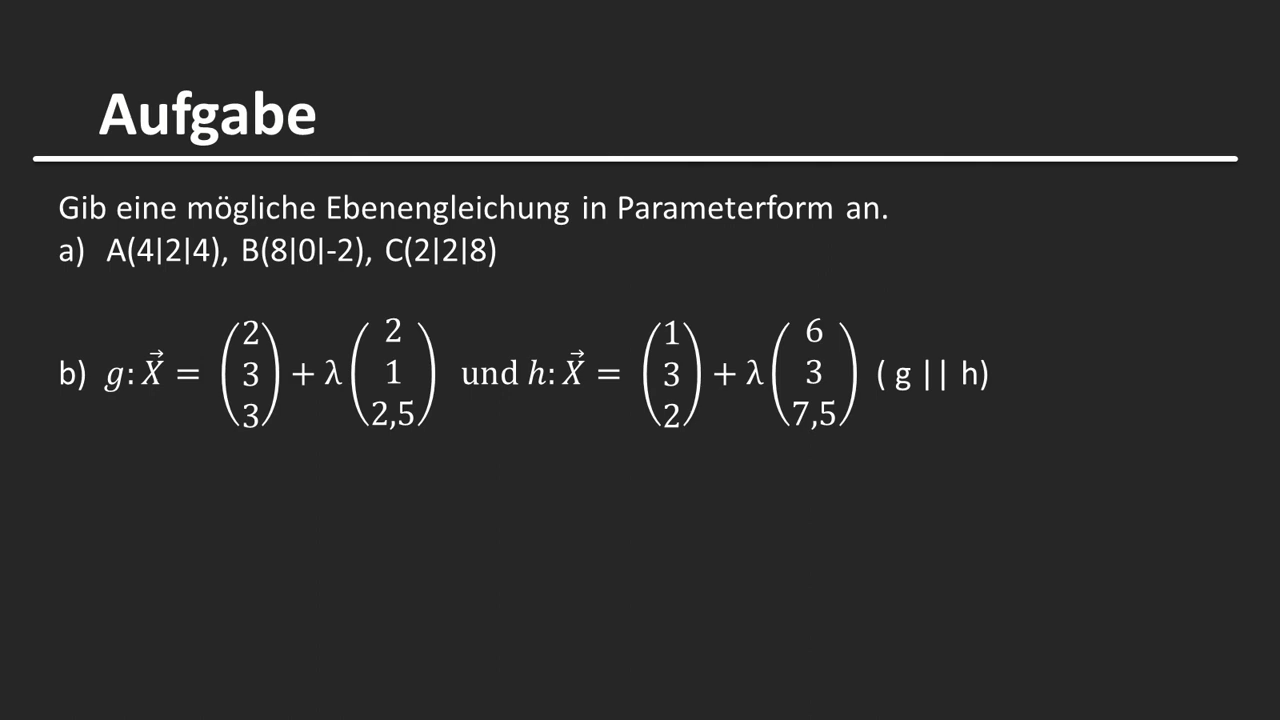 Aufgabe
Gib eine mögliche Ebenengleichung in Parameterform an.
a) A(4|2|4), B(8|0|-2), C(2|2|8)
b) g: X⃗ = (2 3 3) + λ (2 1 2,5) und h: X⃗ = (1 3 2) + λ (6 3 7,5) ( g || h)